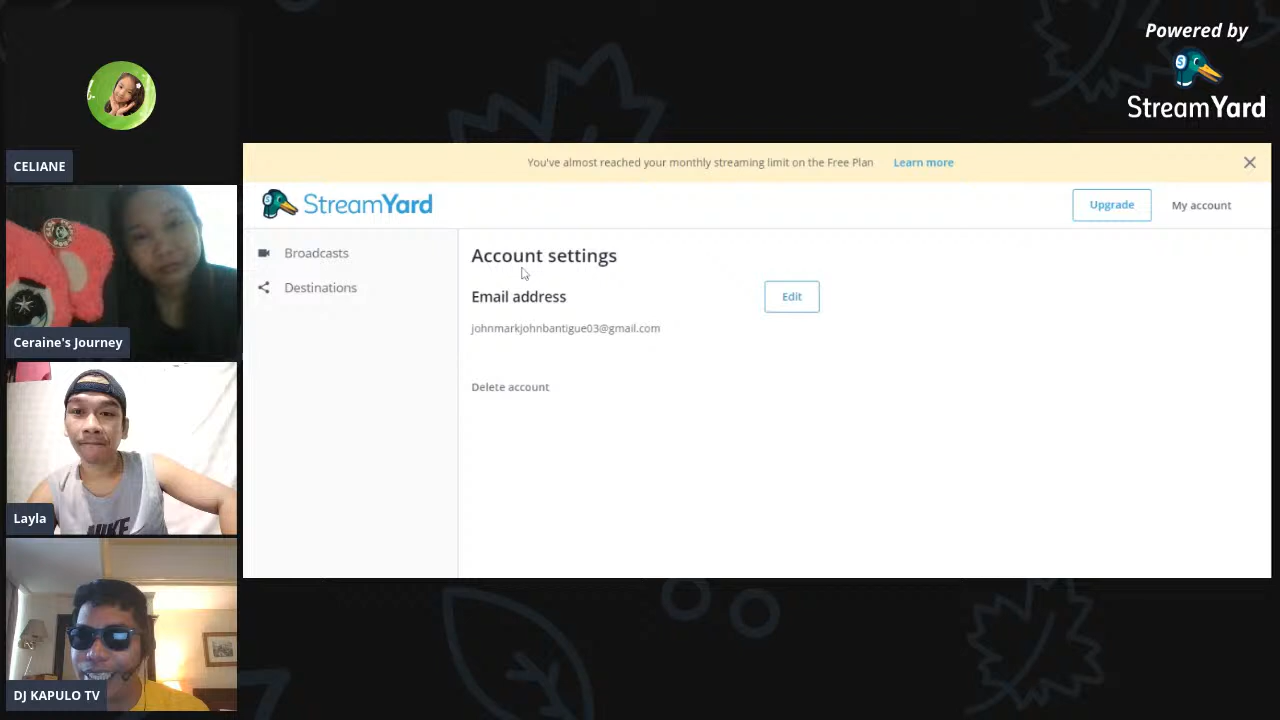 Powered by
StreamYard
CELIANE
Ceraine's Journey
Layla
NIKE
DJ KAPULO TV
You've almost reached your monthly streaming limit on the Free Plan Learn more
StreamYard
Upgrade
My account
Broadcasts
Destinations
Account settings
Email address
Edit
johnmarkjohnbantigue03@gmail.com
Delete account